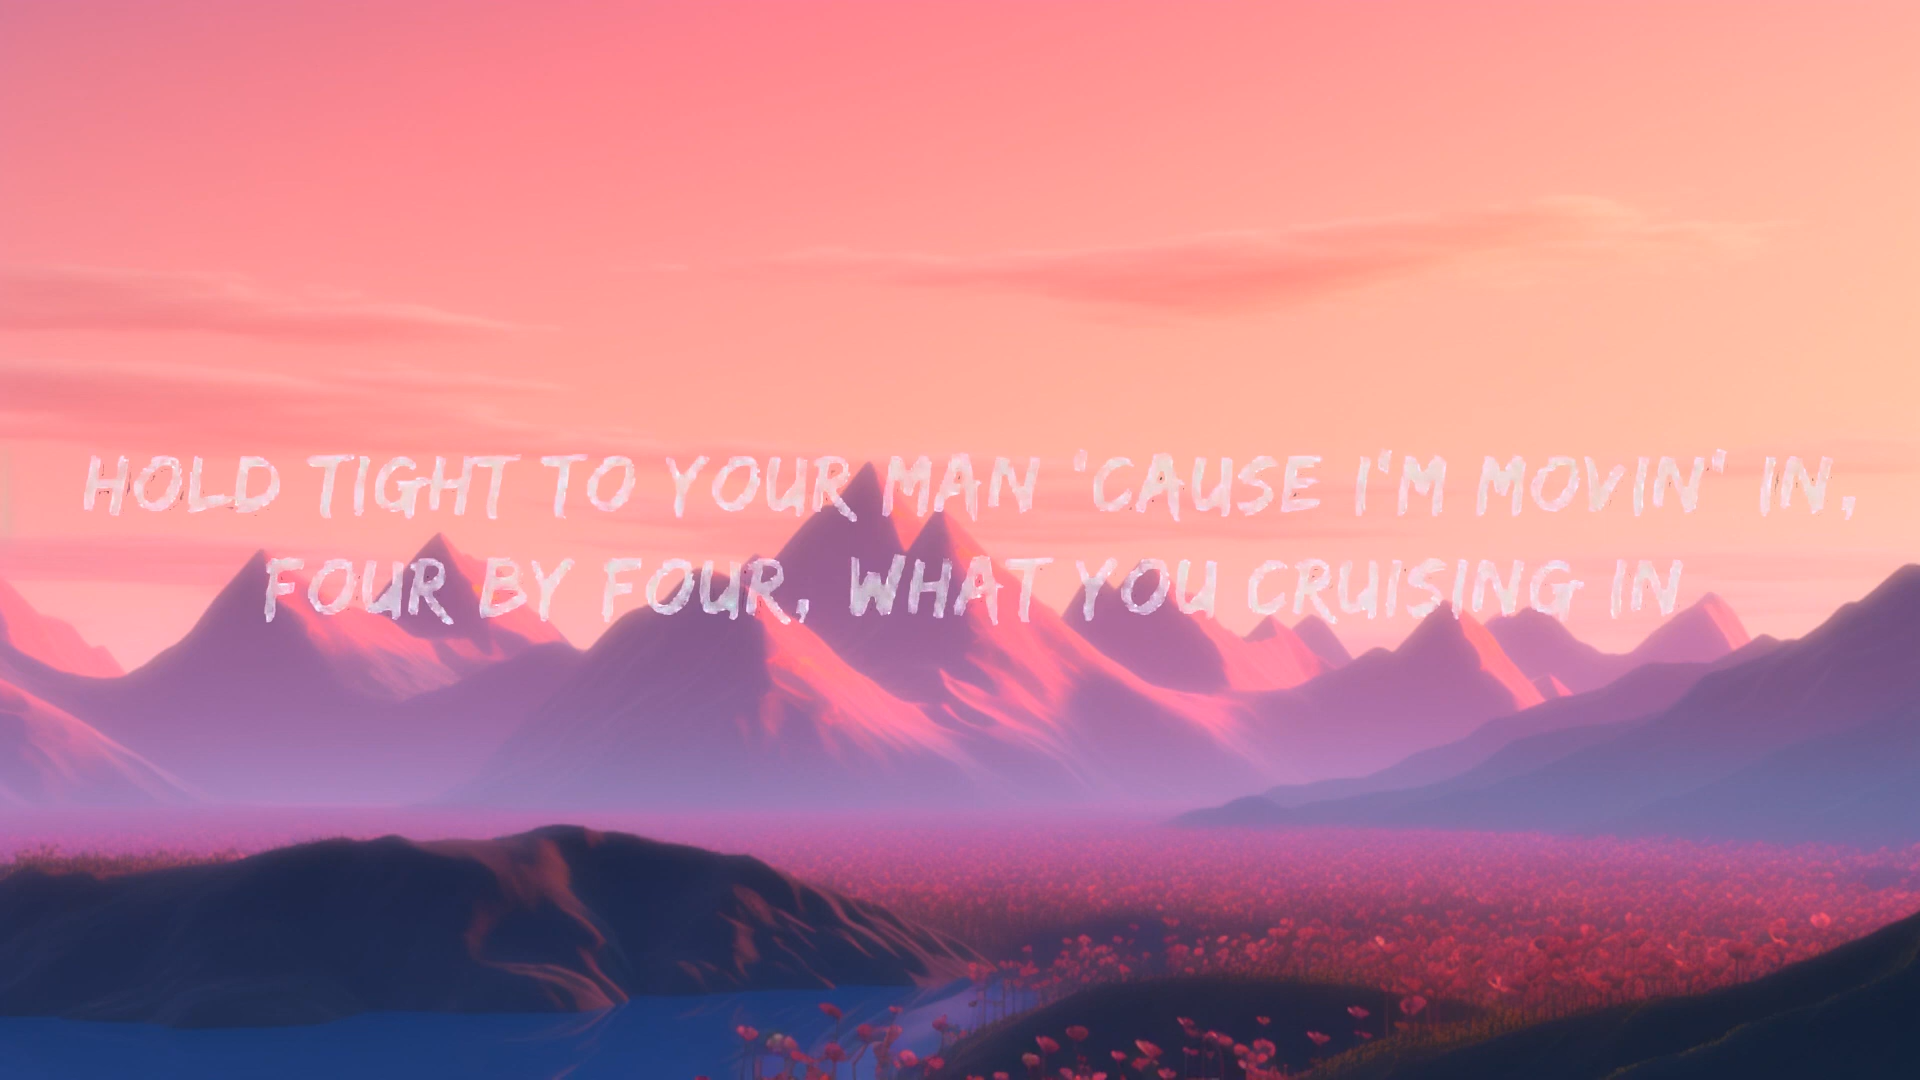 HOLD TIGHT TO YOUR MAN 'CAUSE I'M MOVIN' IN,
FOUR BY FOUR, WHAT YOU CRUISING IN